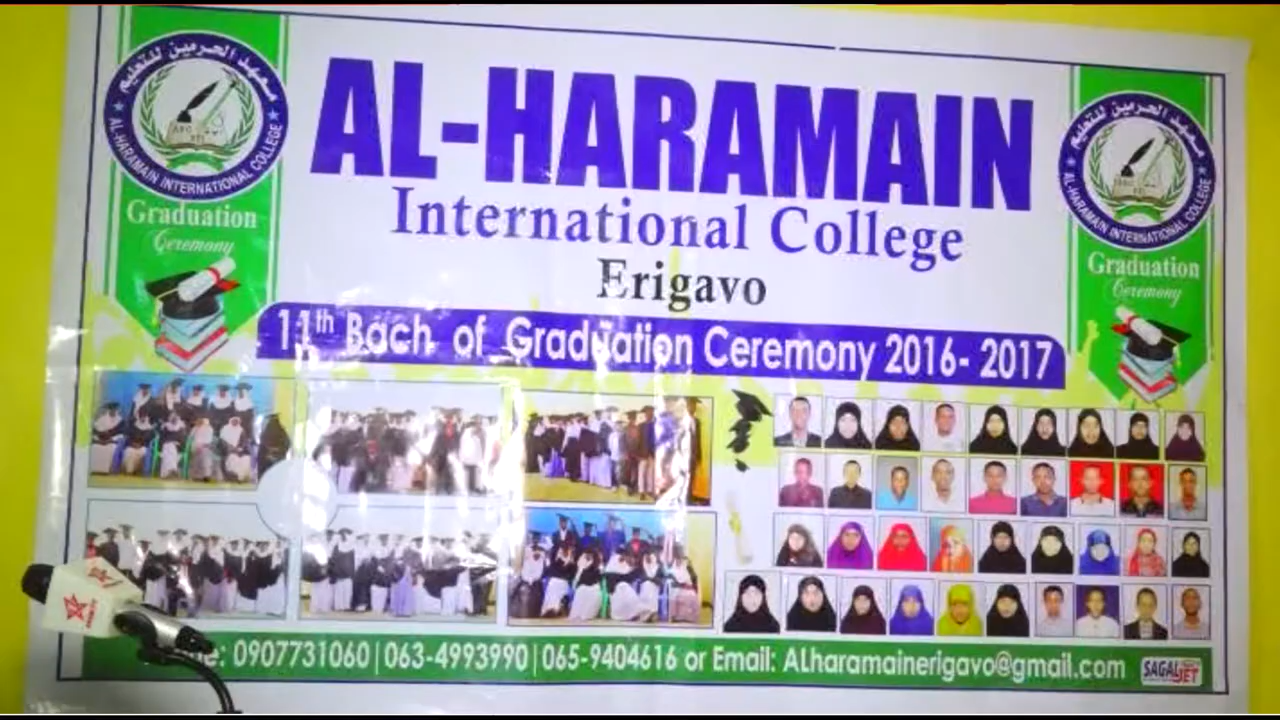 معهد الحرمين للتعليم
AL-HARAMAIN INTERNATIONAL COLLEGE
Graduation
Ceremony
AL-HARAMAIN
International College
Erigavo
11th Bach. of Graduation Ceremony 2016- 2017
معهد الحرمين للتعليم
AL-HARAMAIN INTERNATIONAL COLLEGE
Graduation
Ceremony
0907731060 | 063-4993990 | 065-9404616 or Email: ALharamainerigavo@gmail.com
SAGAL JET